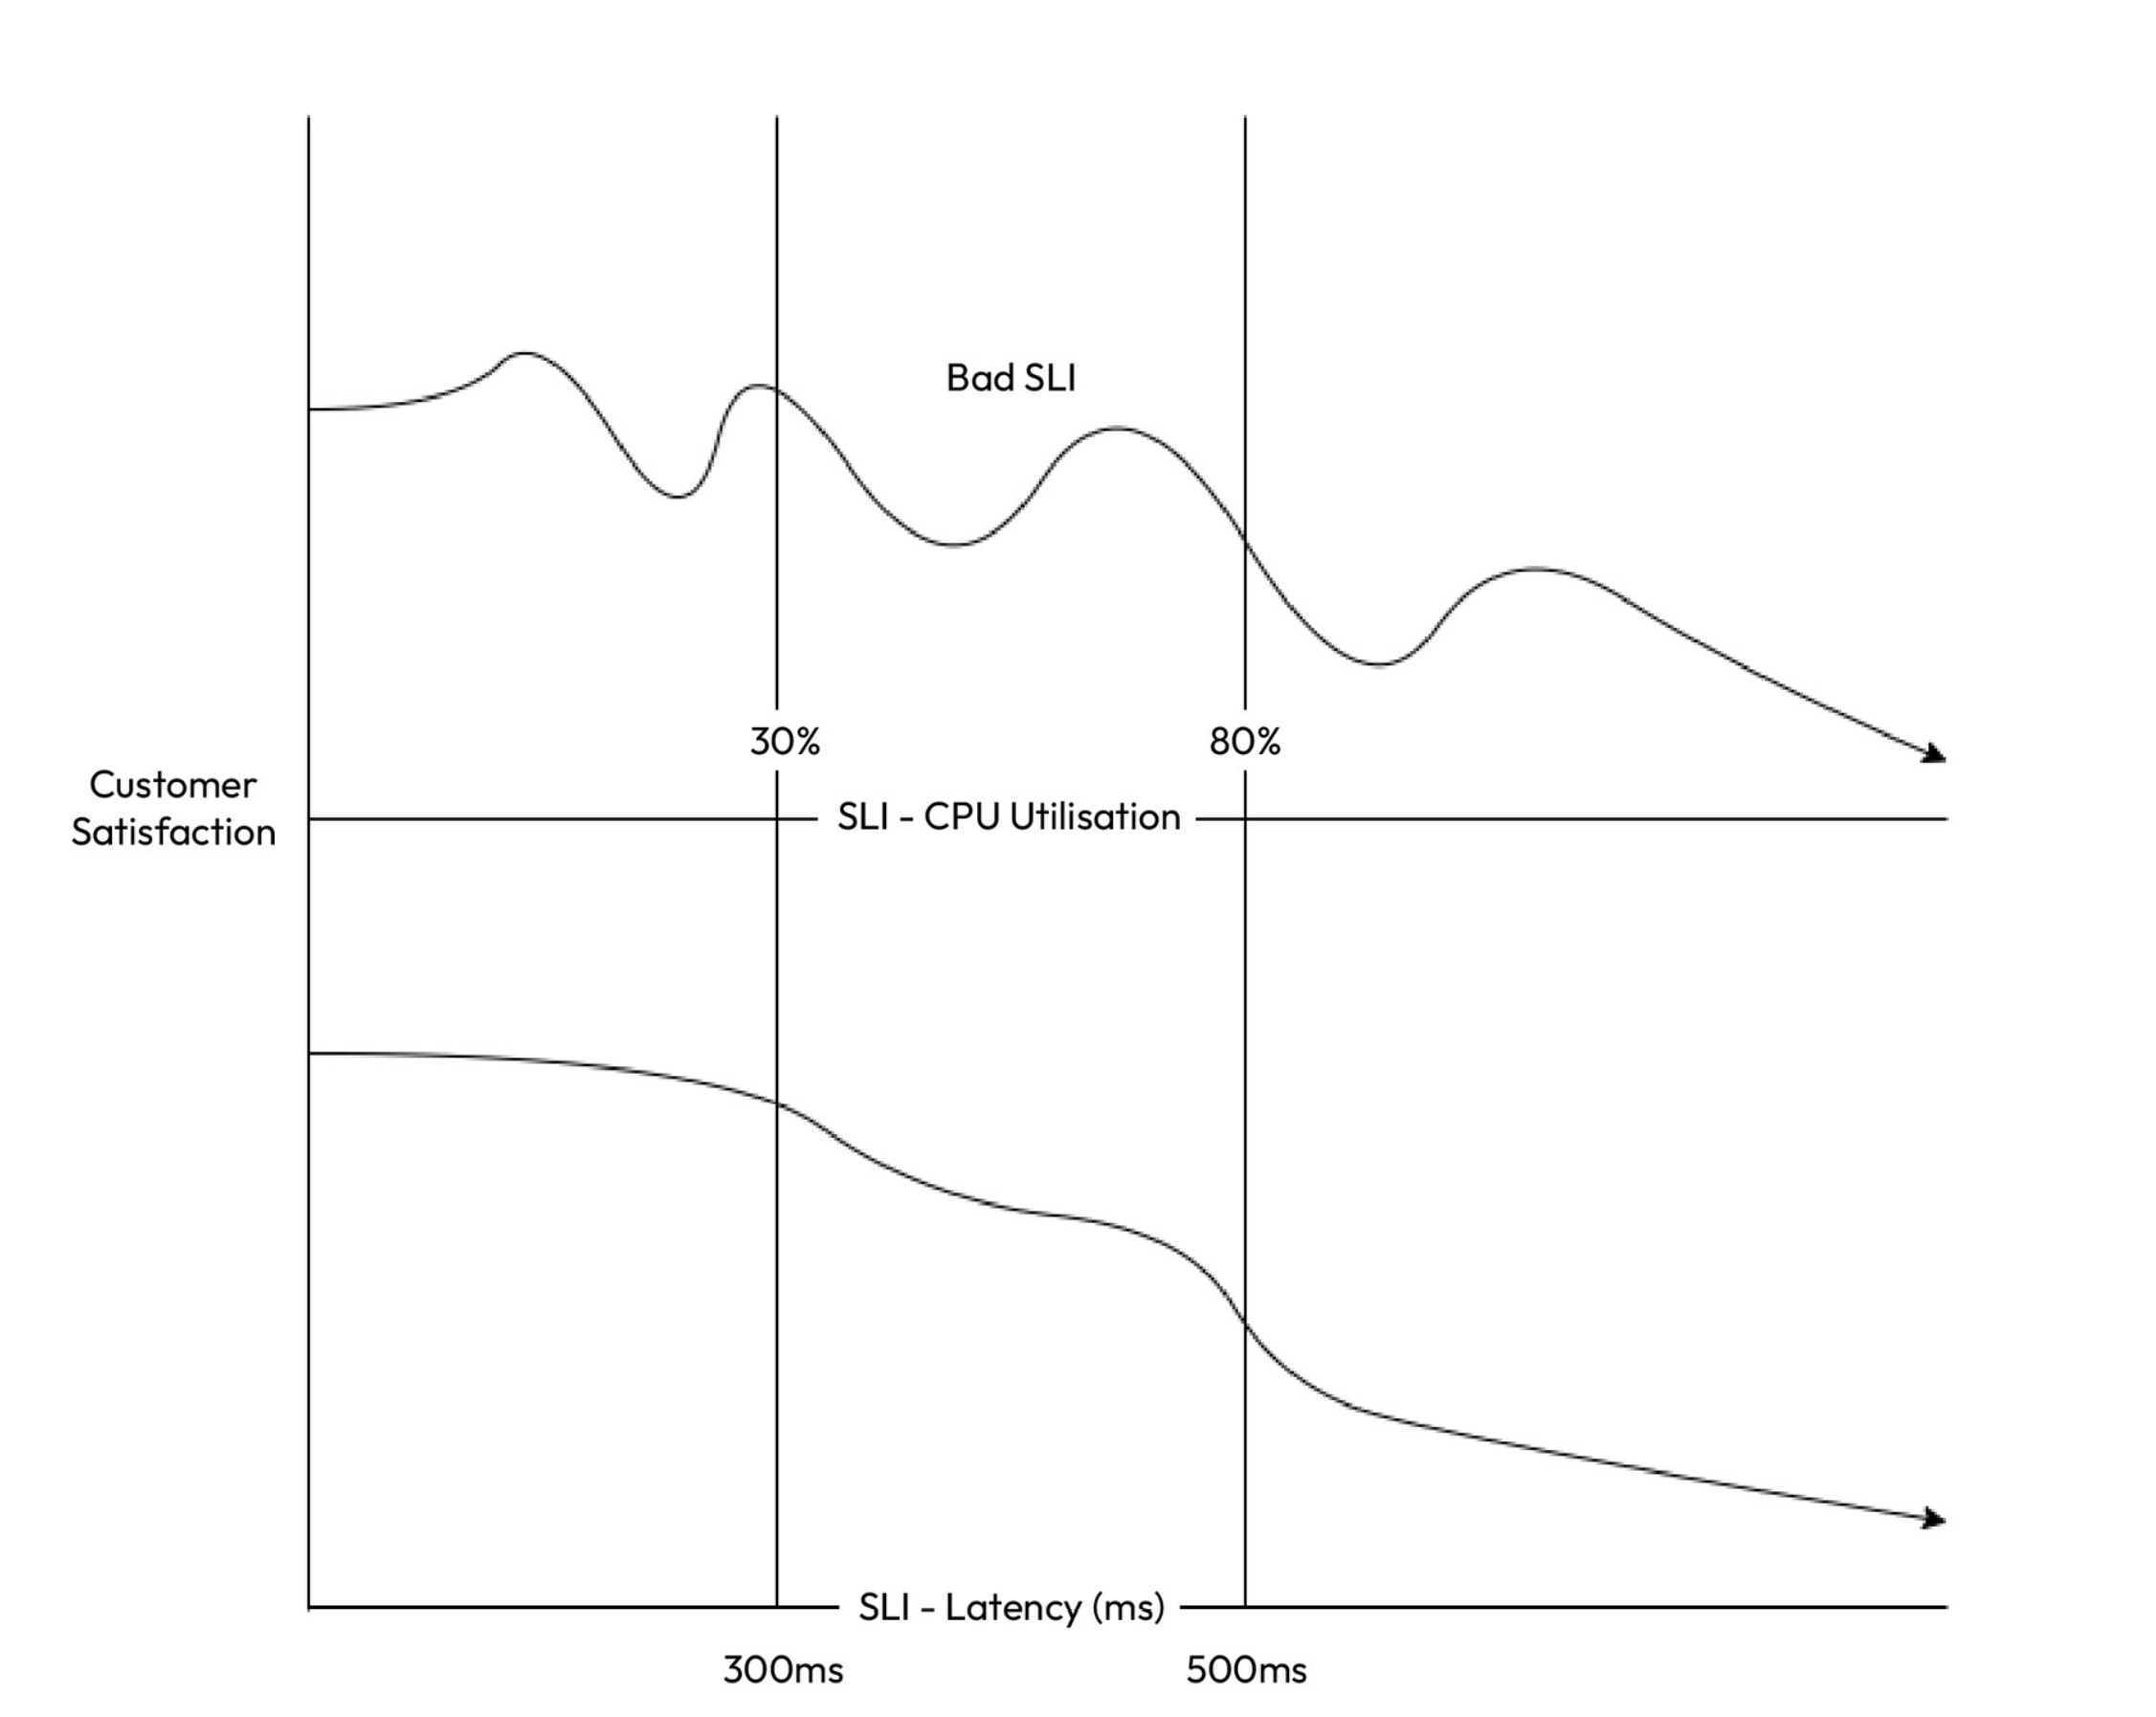 Bad SLI
30%
80%
Customer
Satisfaction
SLI - CPU Utilisation
SLI - Latency (ms)
300ms
500ms